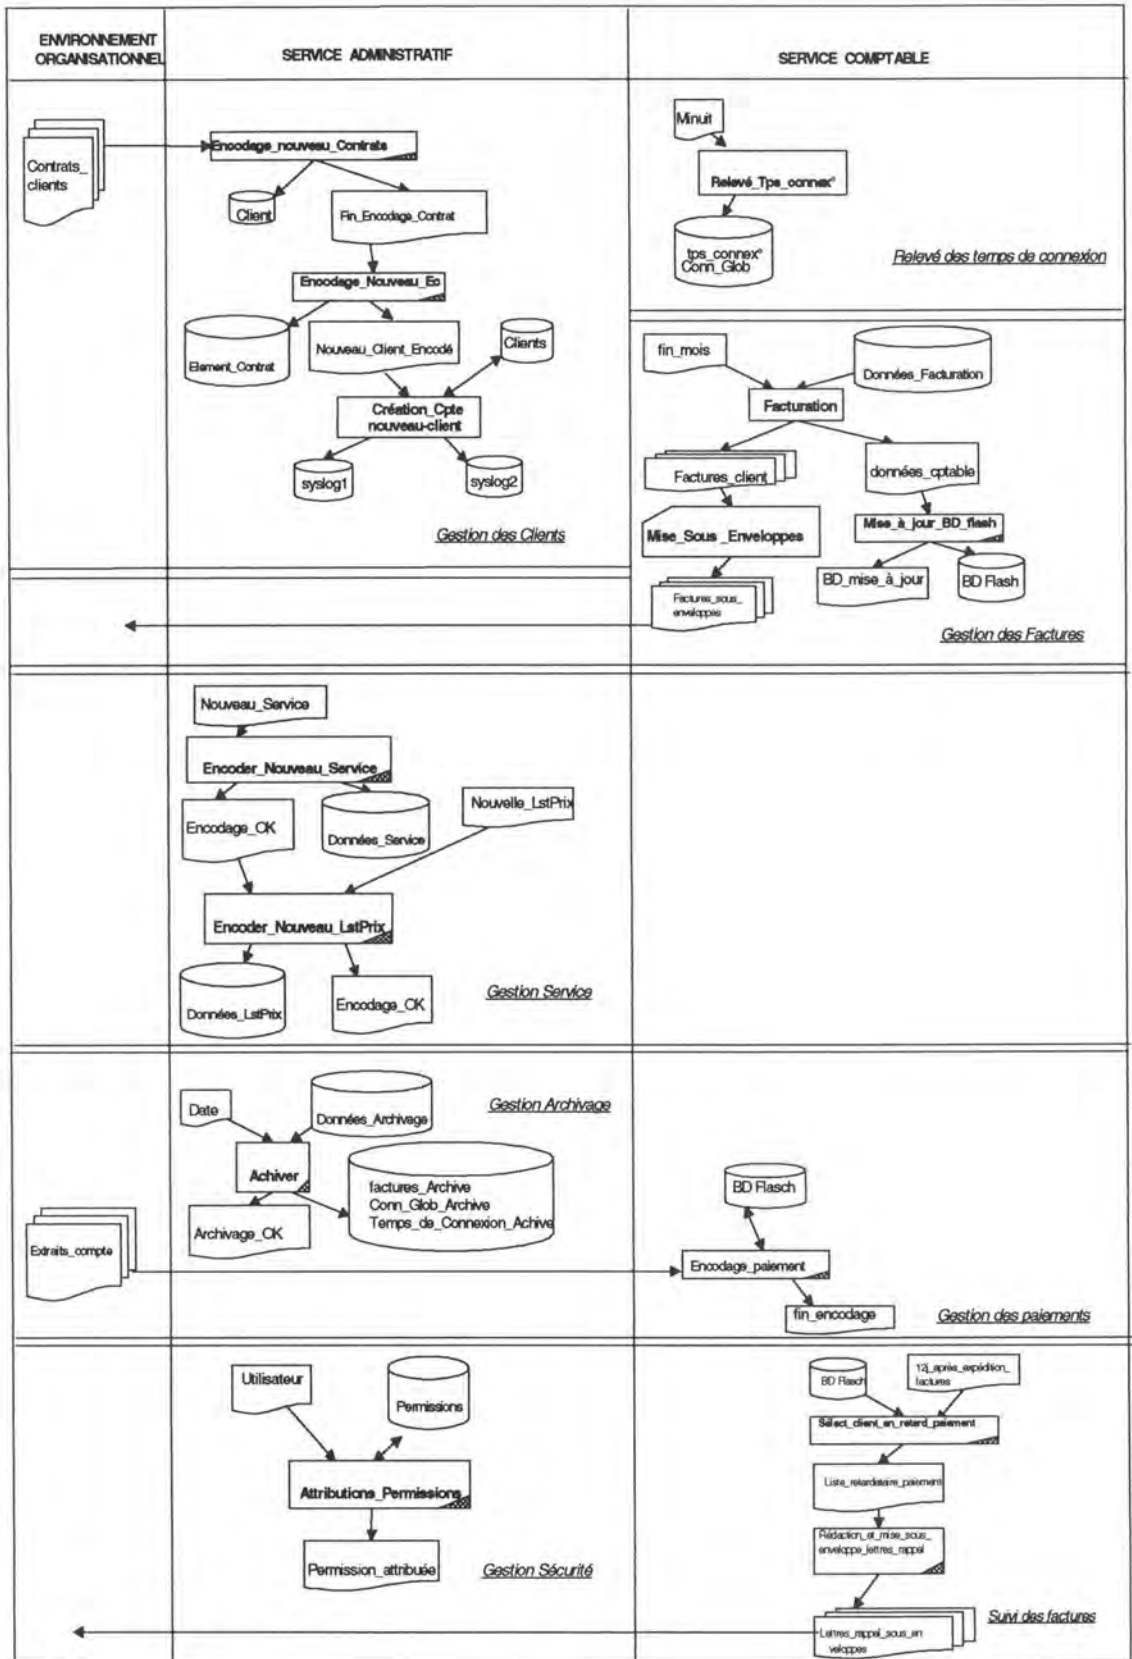 ENVIRONNEMENT
ORGANISATIONNEL
SERVICE ADMINISTRATIF
SERVICE COMPTABLE
Contrats_
clients
Encodage_nouveau_Contrats
Client
Fin_Encodage_Contrat
Encodage_Nouveau_Ec
Element_Contrat
Nouveau_Client_Encodé
Clients
Création_Cpte
nouveau-client
syslog1
syslog2
Gestion des Clients
Minuit
Relevé_Tps_connex°
tps_connex°
Conn_Glob
Relevé des temps de connexion
fin_mois
Données_Facturation
Facturation
Factures_client
données_cptable
Mise_Sous _Enveloppes
Mise_à_jour_BD_flash
BD_mise_à_jour
BD Flash
Factures_sous_
enveloppes
Gestion des Factures
Nouveau_Service
Encoder_Nouveau_Service
Encodage_OK
Données_Service
Nouvelle_LstPrix
Encoder_Nouveau_LstPrix
Données_LstPrix
Encodage_OK
Gestion Service
Date
Données_Archivage
Gestion Archivage
Achiver
factures_Archive
Conn_Glob_Archive
Temps_de_Connexion_Achive
Archivage_OK
Extraits_compte
BD Flasch
Encodage_paiement
fin_encodage
Gestion des paiements
Utilisateur
Permissions
Attributions_Permissions
Permission_attribuée
Gestion Sécurité
BD Flasch
12j_après_expédition_
factures
Sélect_client_en_retard_paiement
Liste_retardataire_paiement
Rédaction_et_mise_sous_
enveloppe_lettres_rappel
Lettres_rappel_sous_en
veloppes
Suivi des factures